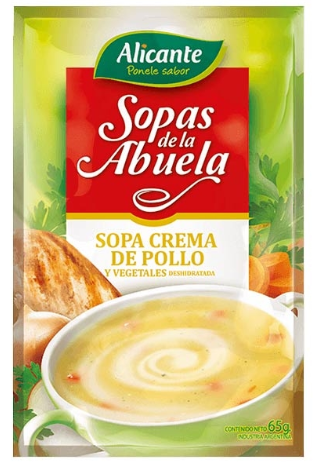 Alicante
Ponele sabor
Sopas
de la
Abuela
SOPA CREMA
DE POLLO
Y VEGETALES DESHIDRATADA
CONTENIDO NETO 65g
INDUSTRIA ARGENTINA